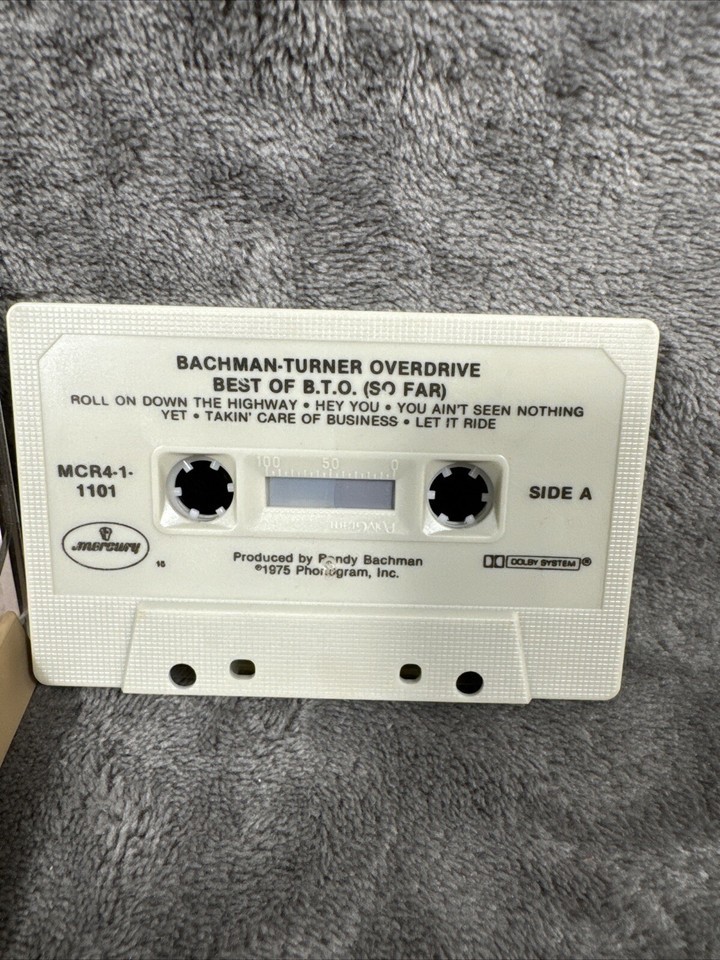 BACHMAN-TURNER OVERDRIVE
BEST OF B.T.O. (SO FAR)
ROLL ON DOWN THE HIGHWAY • HEY YOU • YOU AIN'T SEEN NOTHING
YET • TAKIN' CARE OF BUSINESS • LET IT RIDE
MCR4-1-
1101
100 50 0
SIDE A
mercury
16
Produced by Randy Bachman
℗1975 Phonogram, Inc.
DOLBY SYSTEM ®